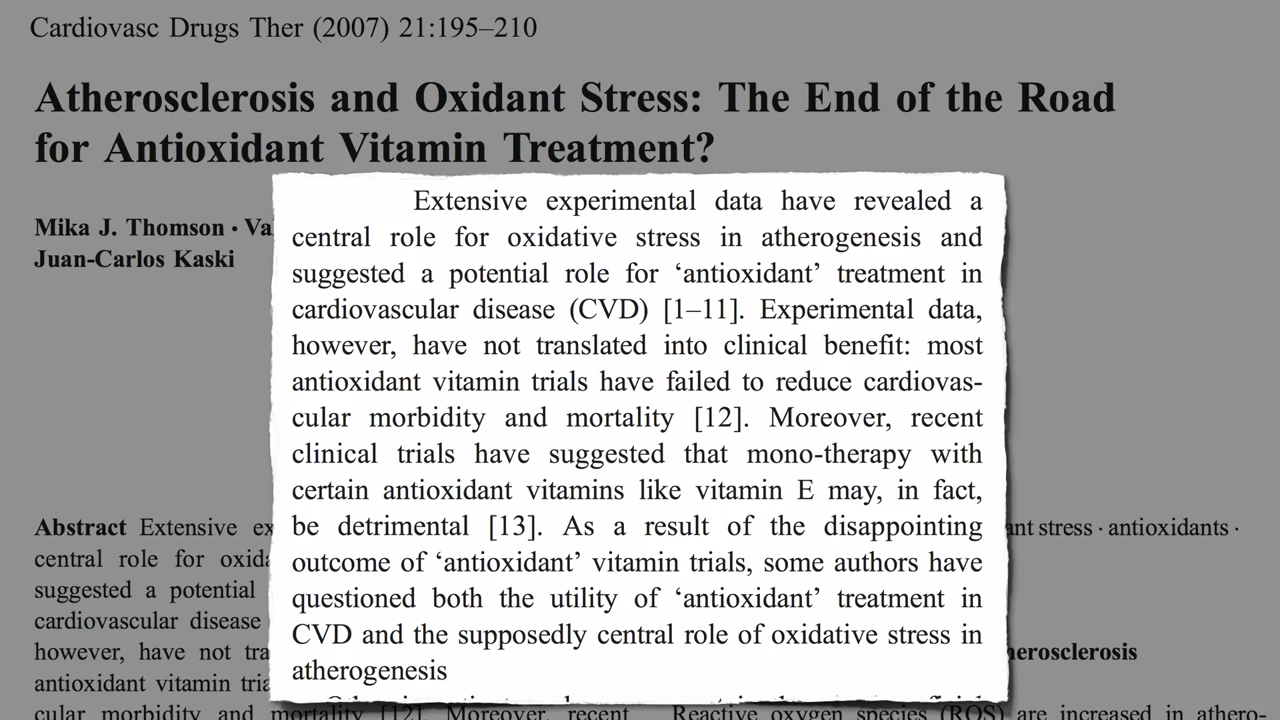 Cardiovasc Drugs Ther (2007) 21:195–210
Atherosclerosis and Oxidant Stress: The End of the Road
for Antioxidant Vitamin Treatment?
Mika J. Thomson ·
Juan-Carlos Kaski
Extensive experimental data have revealed a
central role for oxidative stress in atherogenesis and
suggested a potential role for ‘antioxidant’ treatment in
cardiovascular disease (CVD) [1–11]. Experimental data,
however, have not translated into clinical benefit: most
antioxidant vitamin trials have failed to reduce cardiovas-
cular morbidity and mortality [12]. Moreover, recent
clinical trials have suggested that mono-therapy with
certain antioxidant vitamins like vitamin E may, in fact,
be detrimental [13]. As a result of the disappointing
outcome of ‘antioxidant’ vitamin trials, some authors have
questioned both the utility of ‘antioxidant’ treatment in
CVD and the supposedly central role of oxidative stress in
atherogenesis
Abstract Extensive
central role for
suggested a potential
cardiovascular disease
however, have not
antioxidant vitamin
cular morbidity and mortality [12]. Moreover, recent
stress · antioxidants ·
Reactive oxygen species (ROS) are increased in athero-